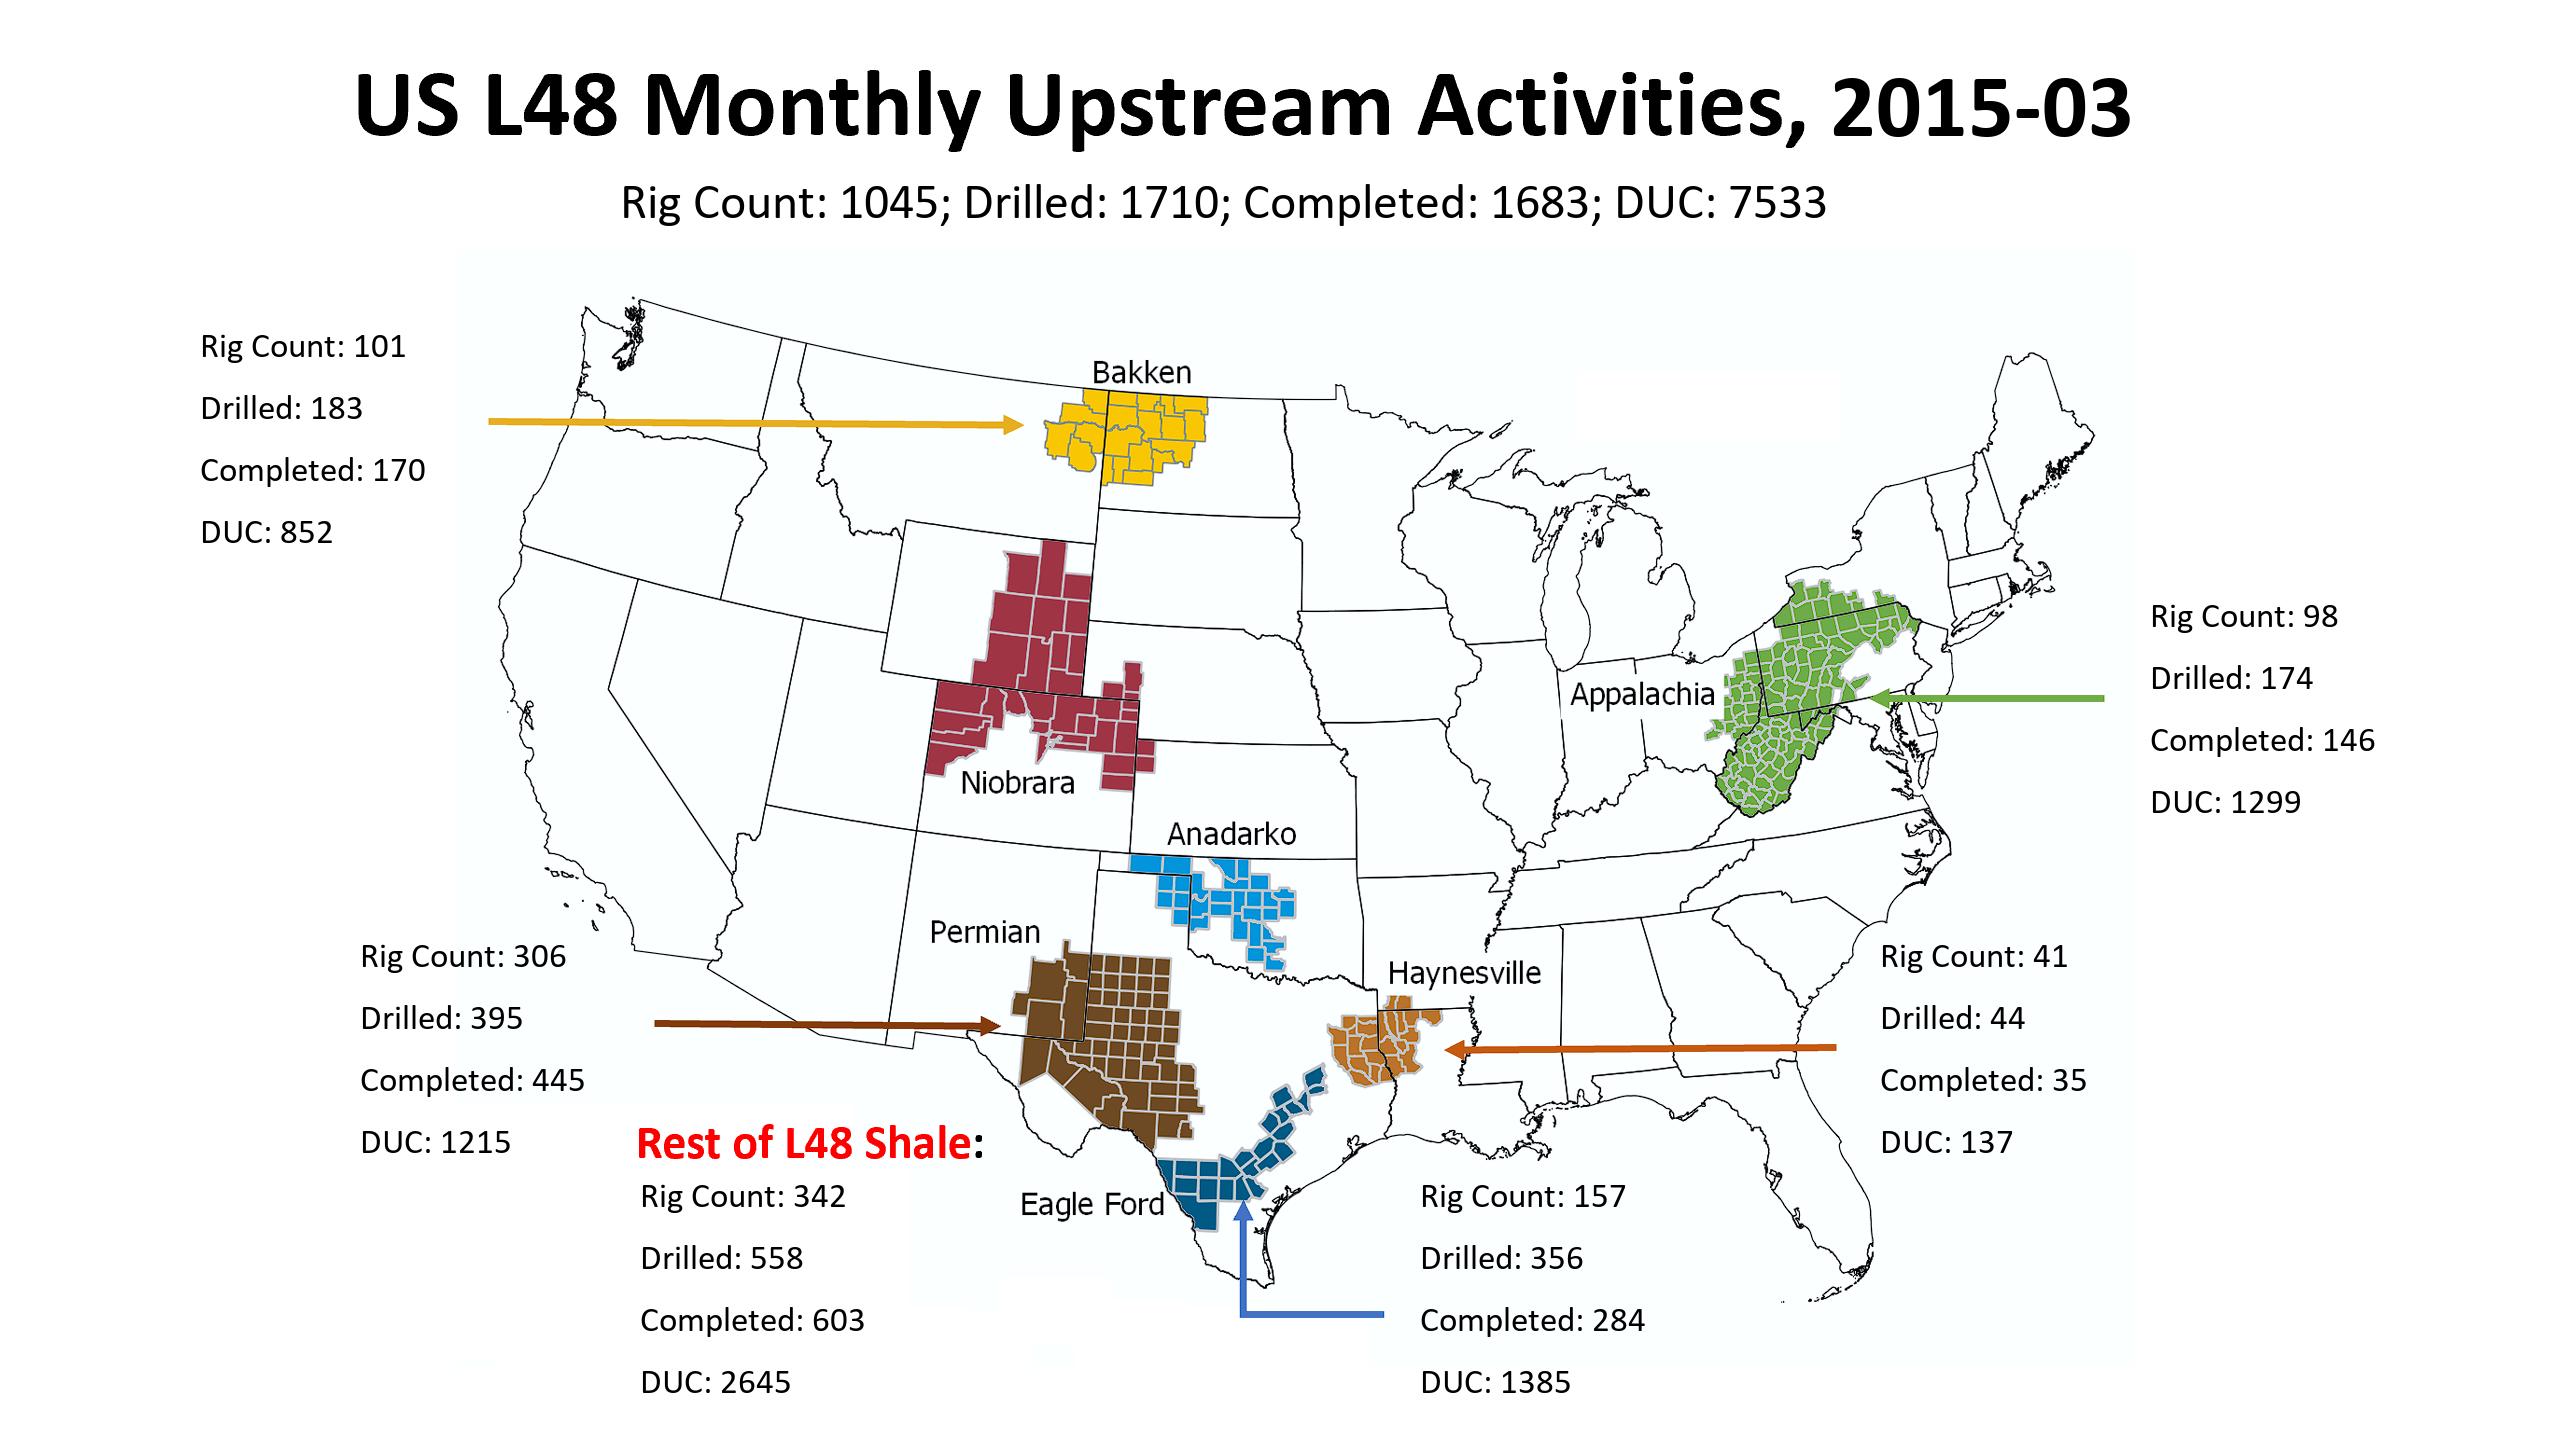 US L48 Monthly Upstream Activities, 2015-03
Rig Count: 1045; Drilled: 1710; Completed: 1683; DUC: 7533
Rig Count: 101
Drilled: 183
Completed: 170
DUC: 852
Bakken
Rig Count: 98
Drilled: 174
Completed: 146
DUC: 1299
Appalachia
Niobrara
Anadarko
Permian
Haynesville
Rig Count: 306
Drilled: 395
Completed: 445
DUC: 1215
Rig Count: 41
Drilled: 44
Completed: 35
DUC: 137
Rest of L48 Shale:
Rig Count: 342
Drilled: 558
Completed: 603
DUC: 2645
Eagle Ford
Rig Count: 157
Drilled: 356
Completed: 284
DUC: 1385